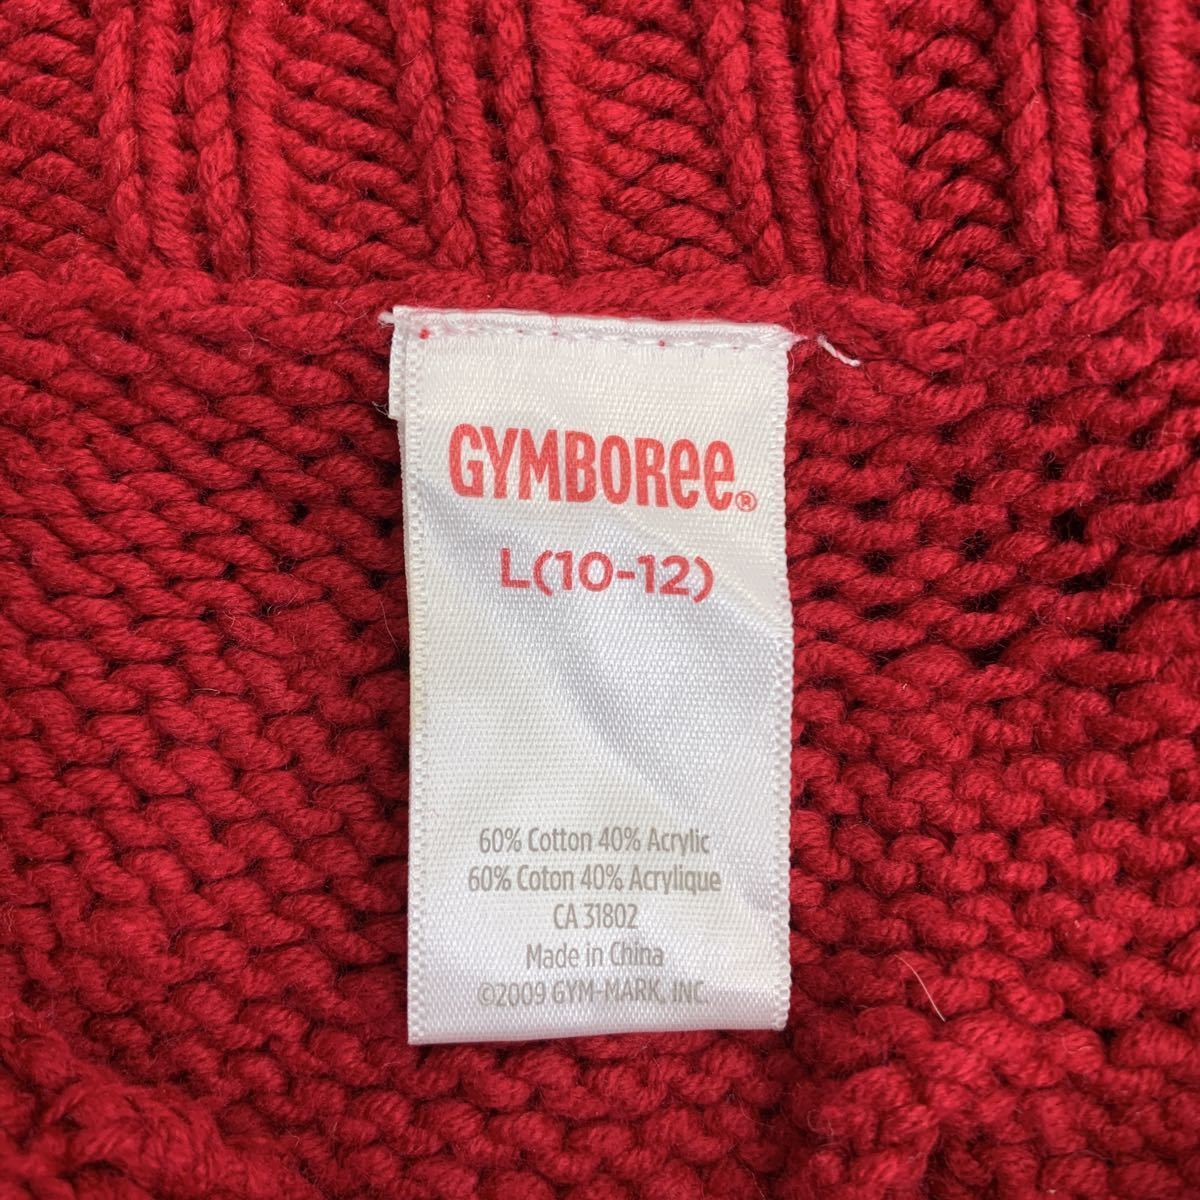 GYMBOREE®
L(10-12)
60% Cotton 40% Acrylic
60% Coton 40% Acrylique
CA 31802
Made in China
©2009 GYM-MARK, INC.